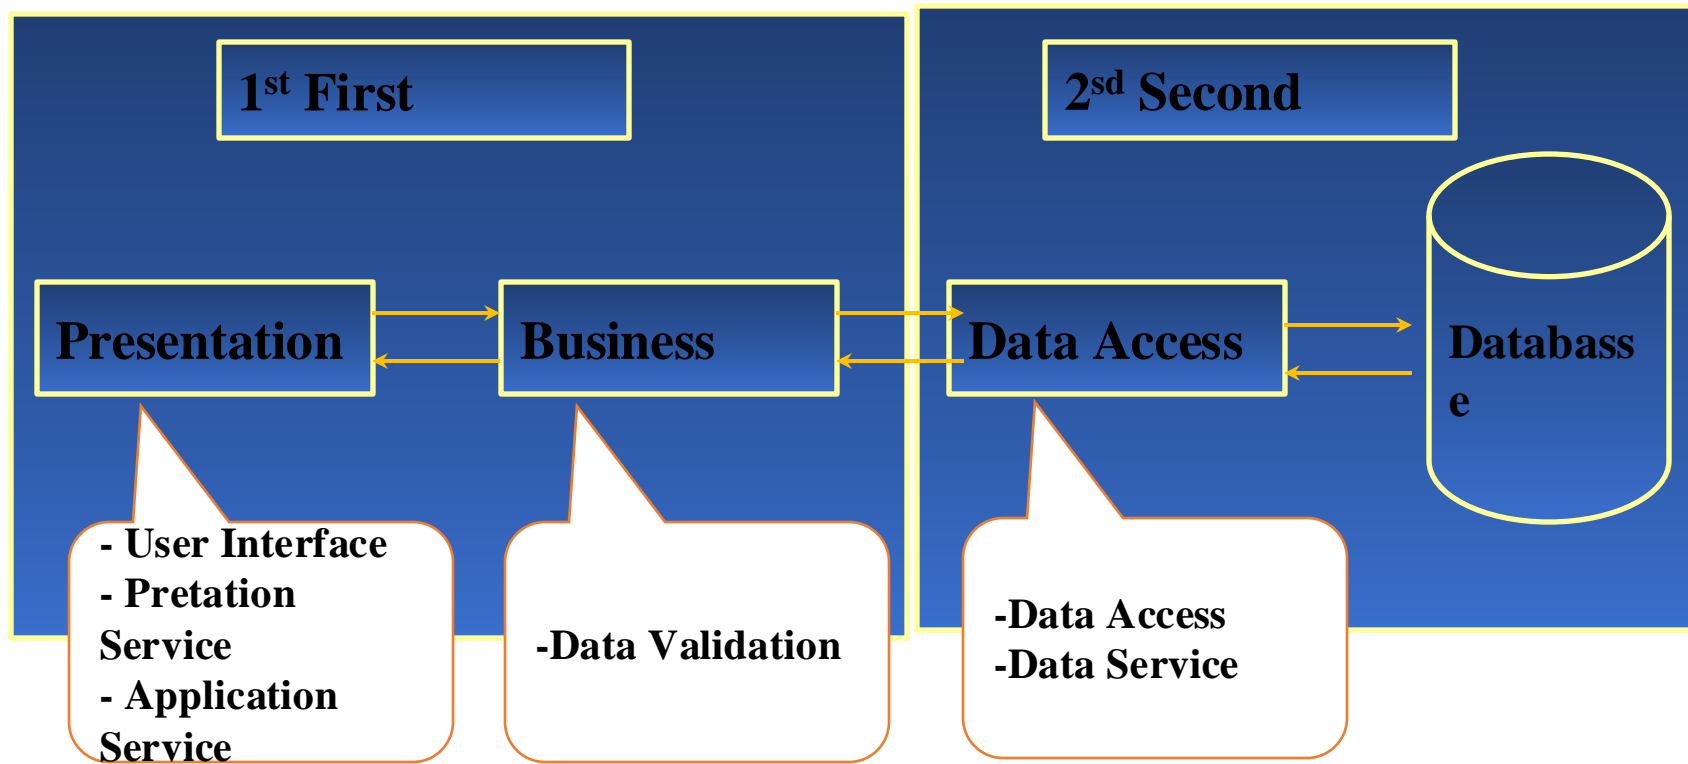 1st First
2sd Second
Presentation
Business
Data Access
Databass
e
- User Interface
- Pretation
Service
- Application
Service
-Data Validation
-Data Access
-Data Service